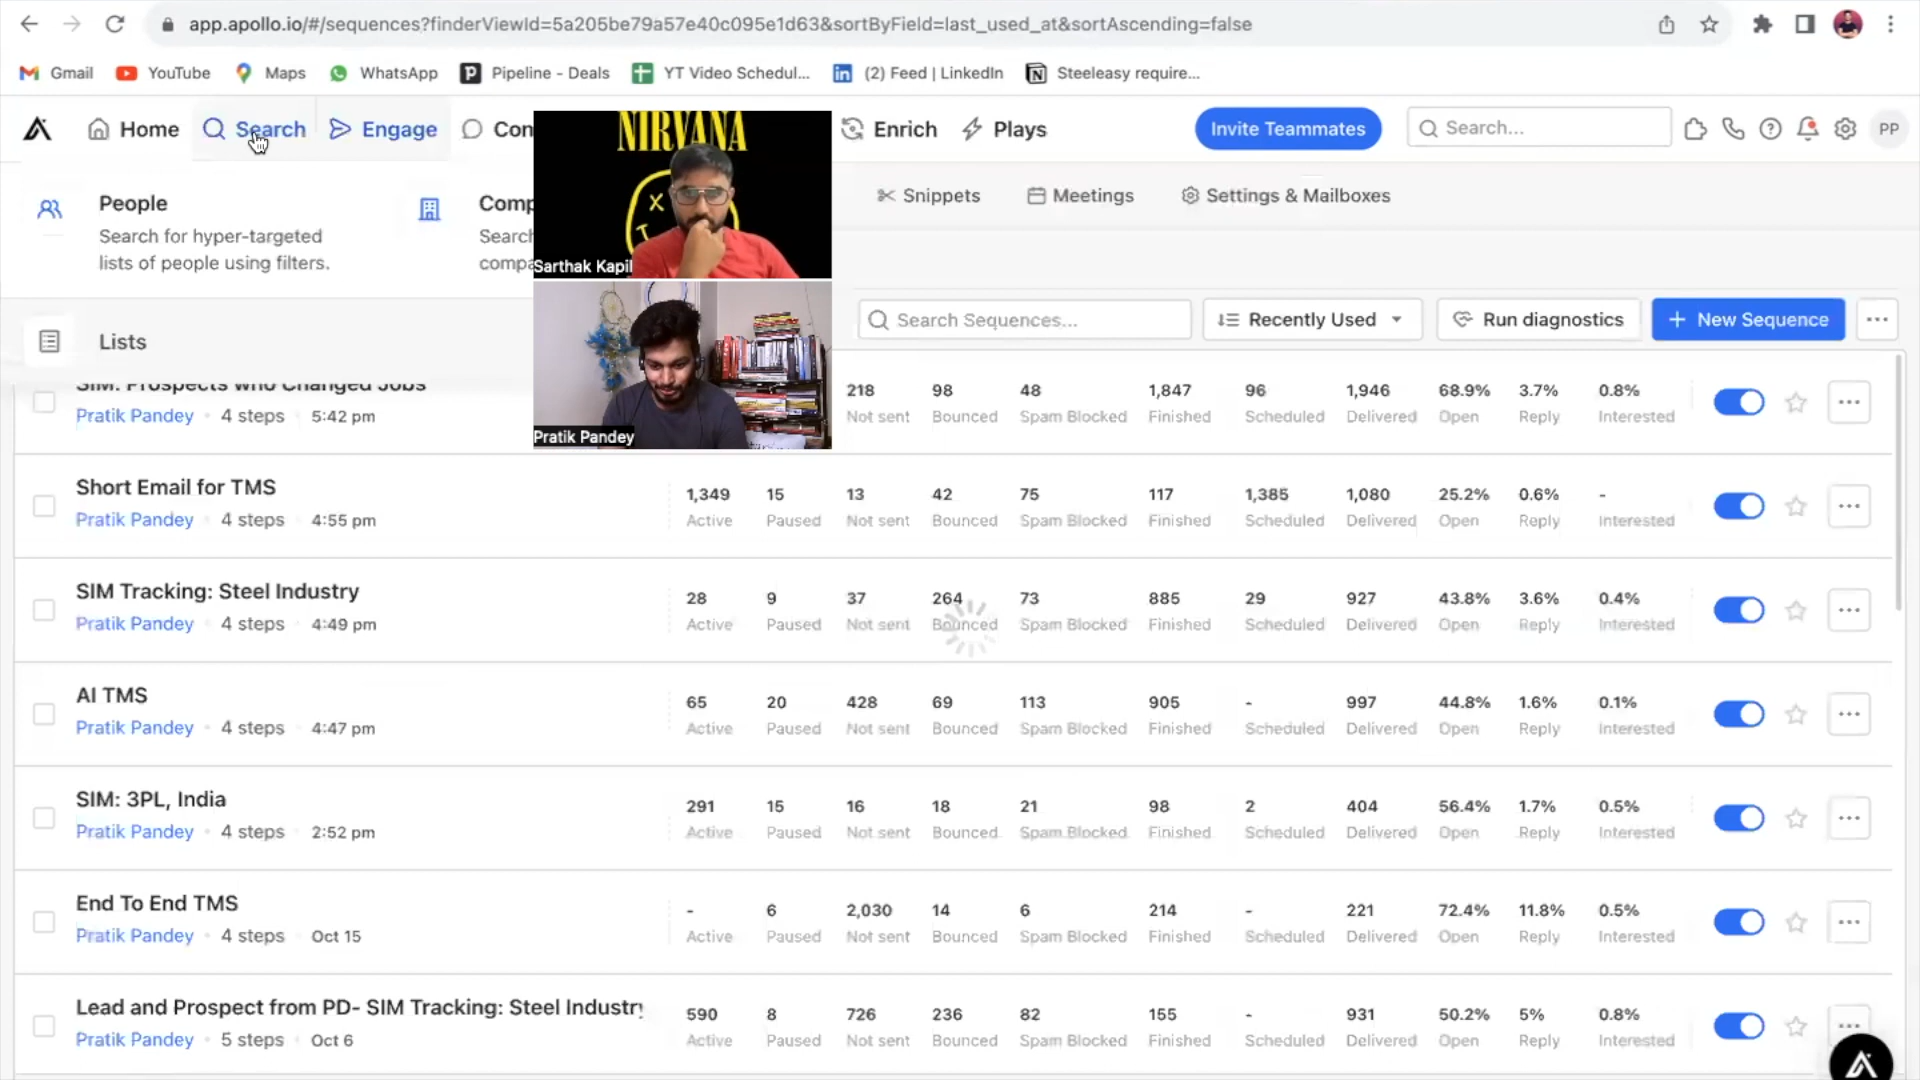 app.apollo.io/#/sequences?finderViewId=5a205be79a57e40c095e1d63&sortByField=last_used_at&sortAscending=false
Gmail YouTube Maps WhatsApp Pipeline - Deals YT Video Schedul... (2) Feed | LinkedIn Steeleasy require...
Home Search Engage Con Enrich Plays Invite Teammates Search... PP
NIRVANA
Sarthak Kapil
Pratik Pandey
Snippets Meetings Settings & Mailboxes
People
Search for hyper-targeted
lists of people using filters.
Comp
Search
compa
Lists
Search Sequences... Recently Used Run diagnostics + New Sequence
SIM: Prospects who Changed Jobs
218 98 48 1,847 96 1,946 68.9% 3.7% 0.8%
Pratik Pandey 4 steps 5:42 pm
Not sent Bounced Spam Blocked Finished Scheduled Delivered Open Reply Interested
Short Email for TMS
1,349 15 13 42 75 117 1,385 1,080 25.2% 0.6% -
Pratik Pandey 4 steps 4:55 pm
Active Paused Not sent Bounced Spam Blocked Finished Scheduled Delivered Open Reply Interested
SIM Tracking: Steel Industry
28 9 37 264 73 885 29 927 43.8% 3.6% 0.4%
Pratik Pandey 4 steps 4:49 pm
Active Paused Not sent Bounced Spam Blocked Finished Scheduled Delivered Open Reply Interested
AI TMS
65 20 428 69 113 905 - 997 44.8% 1.6% 0.1%
Pratik Pandey 4 steps 4:47 pm
Active Paused Not sent Bounced Spam Blocked Finished Scheduled Delivered Open Reply Interested
SIM: 3PL, India
291 15 16 18 21 98 2 404 56.4% 1.7% 0.5%
Pratik Pandey 4 steps 2:52 pm
Active Paused Not sent Bounced Spam Blocked Finished Scheduled Delivered Open Reply Interested
End To End TMS
- 6 2,030 14 6 214 - 221 72.4% 11.8% 0.5%
Pratik Pandey 4 steps Oct 15
Active Paused Not sent Bounced Spam Blocked Finished Scheduled Delivered Open Reply Interested
Lead and Prospect from PD- SIM Tracking: Steel Industry
590 8 726 236 82 155 - 931 50.2% 5% 0.8%
Pratik Pandey 5 steps Oct 6
Active Paused Not sent Bounced Spam Blocked Finished Scheduled Delivered Open Reply Interested